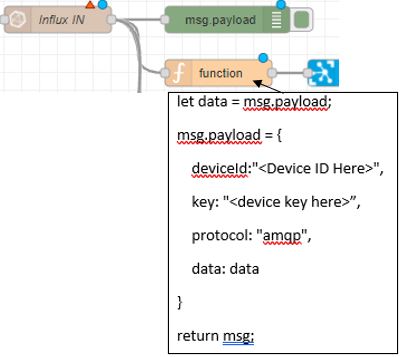 Influx IN
msg.payload
function
let data = msg.payload;
msg.payload = {
deviceId:"<Device ID Here>",
key: "<device key here>”,
protocol: "amqp",
data: data
}
return msg;